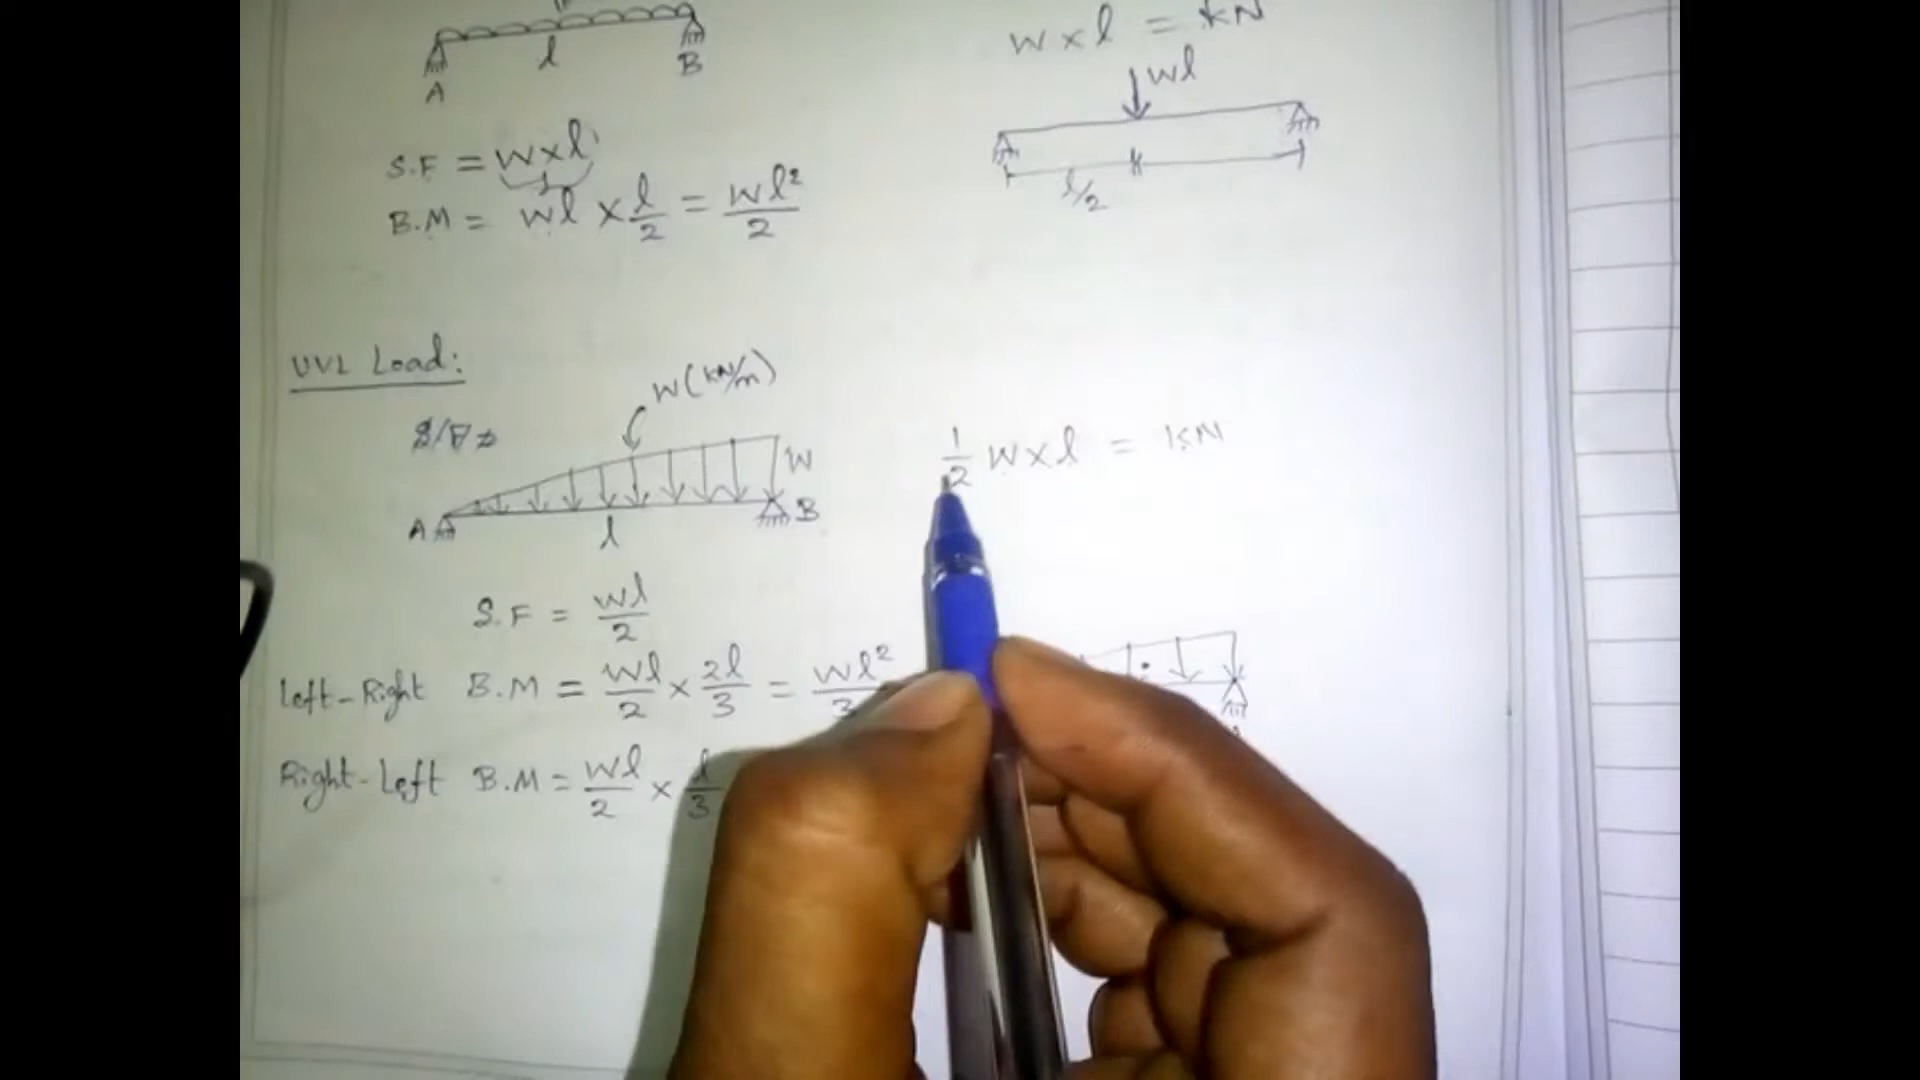 l
A
B
S.F = w×l
B.M = wl × l/2 = wl²/2
w×l = kN
wl
l/2
UVL Load:
w(kN/m)
w
A
B
l
1/2 w×l = kN
S.F = wl/2
Left-Right B.M = wl/2 × 2l/3 = wl²/3
Right-Left B.M = wl/2 × l/3